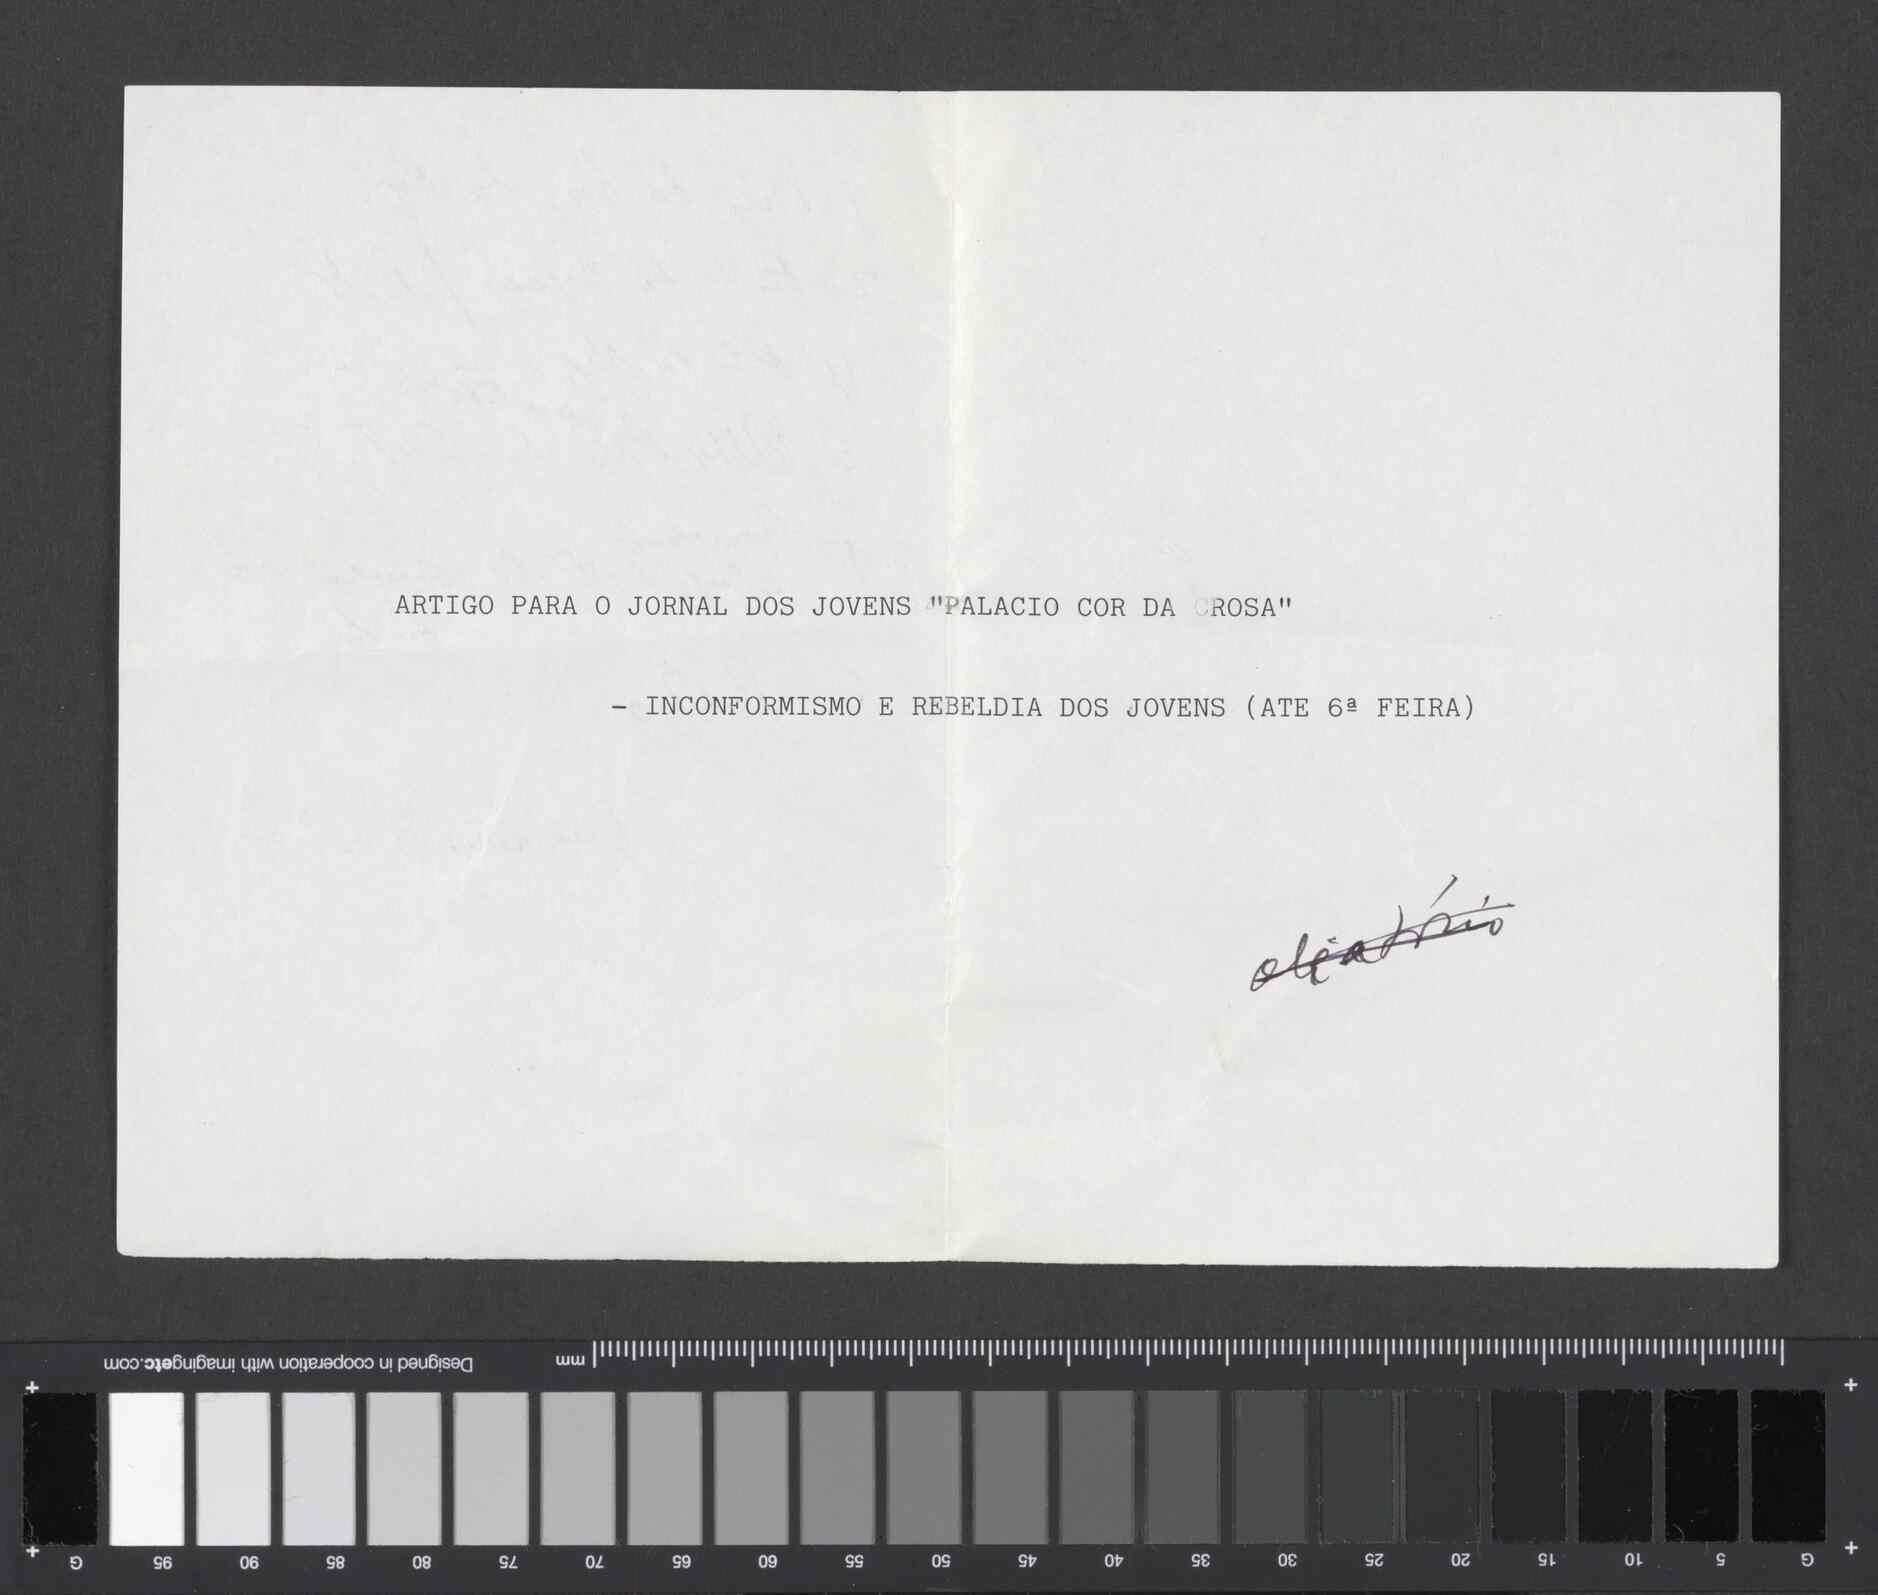 ARTIGO PARA O JORNAL DOS JOVENS "PALACIO COR DA ROSA"
- INCONFORMISMO E REBELDIA DOS JOVENS (ATE 6ª FEIRA)
mm
Designed in cooperation with imagingetc.com
G 95 90 85 80 75 70 65 60 55 50 45 40 35 30 25 20 15 10 5 G